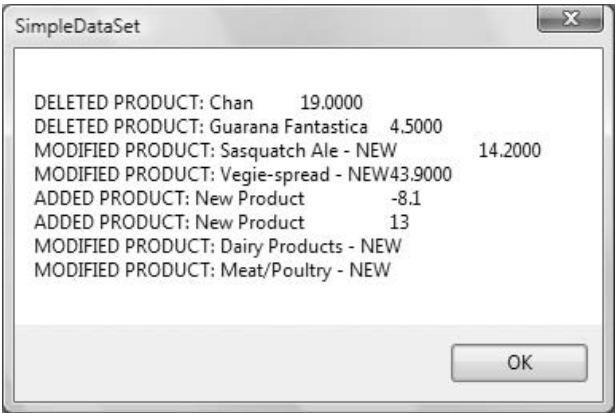 SimpleDataSet
DELETED PRODUCT: Chan 19.0000
DELETED PRODUCT: Guarana Fantastica 4.5000
MODIFIED PRODUCT: Sasquatch Ale - NEW 14.2000
MODIFIED PRODUCT: Vegie-spread - NEW43.9000
ADDED PRODUCT: New Product -8.1
ADDED PRODUCT: New Product 13
MODIFIED PRODUCT: Dairy Products - NEW
MODIFIED PRODUCT: Meat/Poultry - NEW
OK